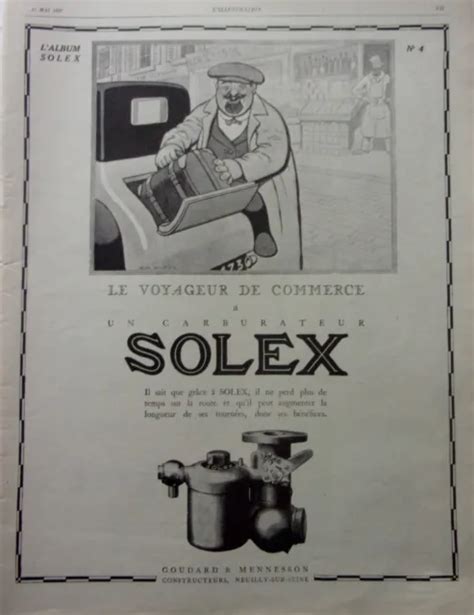 L'ILLUSTRATION
L'ALBUM
SOLEX
N° 4
LE VOYAGEUR DE COMMERCE
a
UN CARBURATEUR
SOLEX
Il sait que grâce à SOLEX, il ne perd plus de
temps sur la route et qu'il peut augmenter la
longueur de ses tournées, donc ses bénéfices.
GOUDARD & MENNESSON
CONSTRUCTEURS, NEUILLY-SUR-SEINE